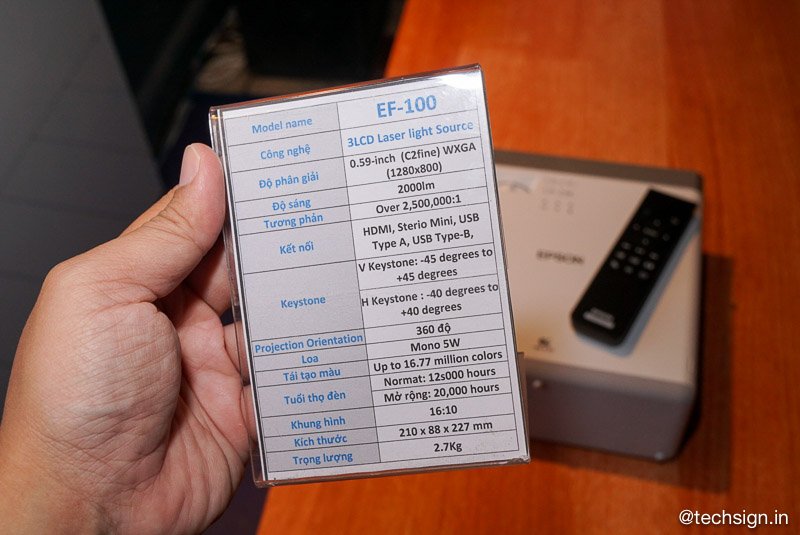 Model name EF-100
Công nghệ 3LCD Laser light Source
Độ phân giải 0.59-inch (C2fine) WXGA
(1280x800)
Độ sáng 2000lm
Tương phản Over 2,500,000:1
Kết nối HDMI, Sterio Mini, USB
Type A, USB Type-B,
Keystone V Keystone: -45 degrees to
+45 degrees
H Keystone : -40 degrees to
+40 degrees
Projection Orientation 360 độ
Loa Mono 5W
Tái tạo màu Up to 16.77 million colors
Tuổi thọ đèn Normat: 12s000 hours
Mở rộng: 20,000 hours
Khung hình 16:10
Kích thước 210 x 88 x 227 mm
Trọng lượng 2.7Kg
EPSON
@techsign.in